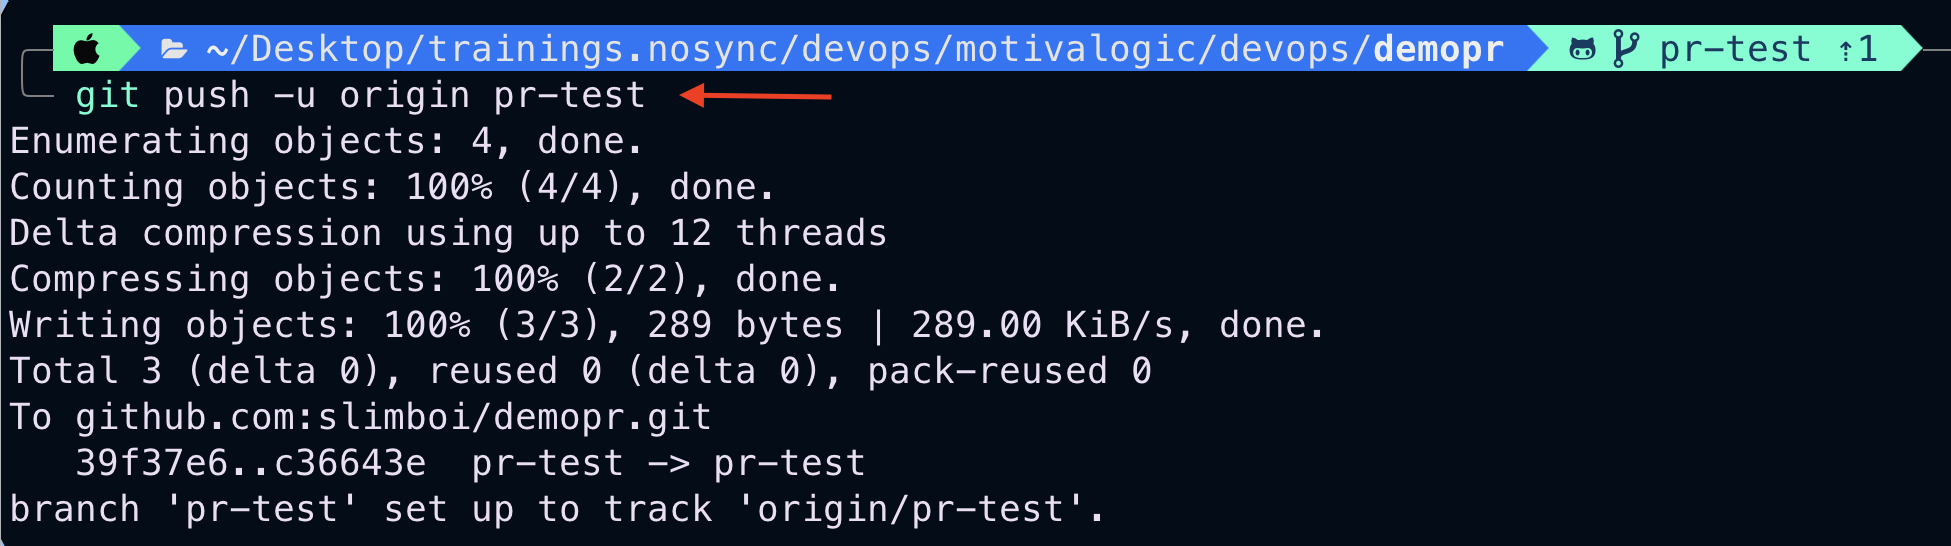 ~/Desktop/trainings.nosync/devops/motivalogic/devops/demopr pr-test ⇡1
git push -u origin pr-test
Enumerating objects: 4, done.
Counting objects: 100% (4/4), done.
Delta compression using up to 12 threads
Compressing objects: 100% (2/2), done.
Writing objects: 100% (3/3), 289 bytes | 289.00 KiB/s, done.
Total 3 (delta 0), reused 0 (delta 0), pack-reused 0
To github.com:slimboi/demopr.git
   39f37e6..c36643e  pr-test -> pr-test
branch 'pr-test' set up to track 'origin/pr-test'.